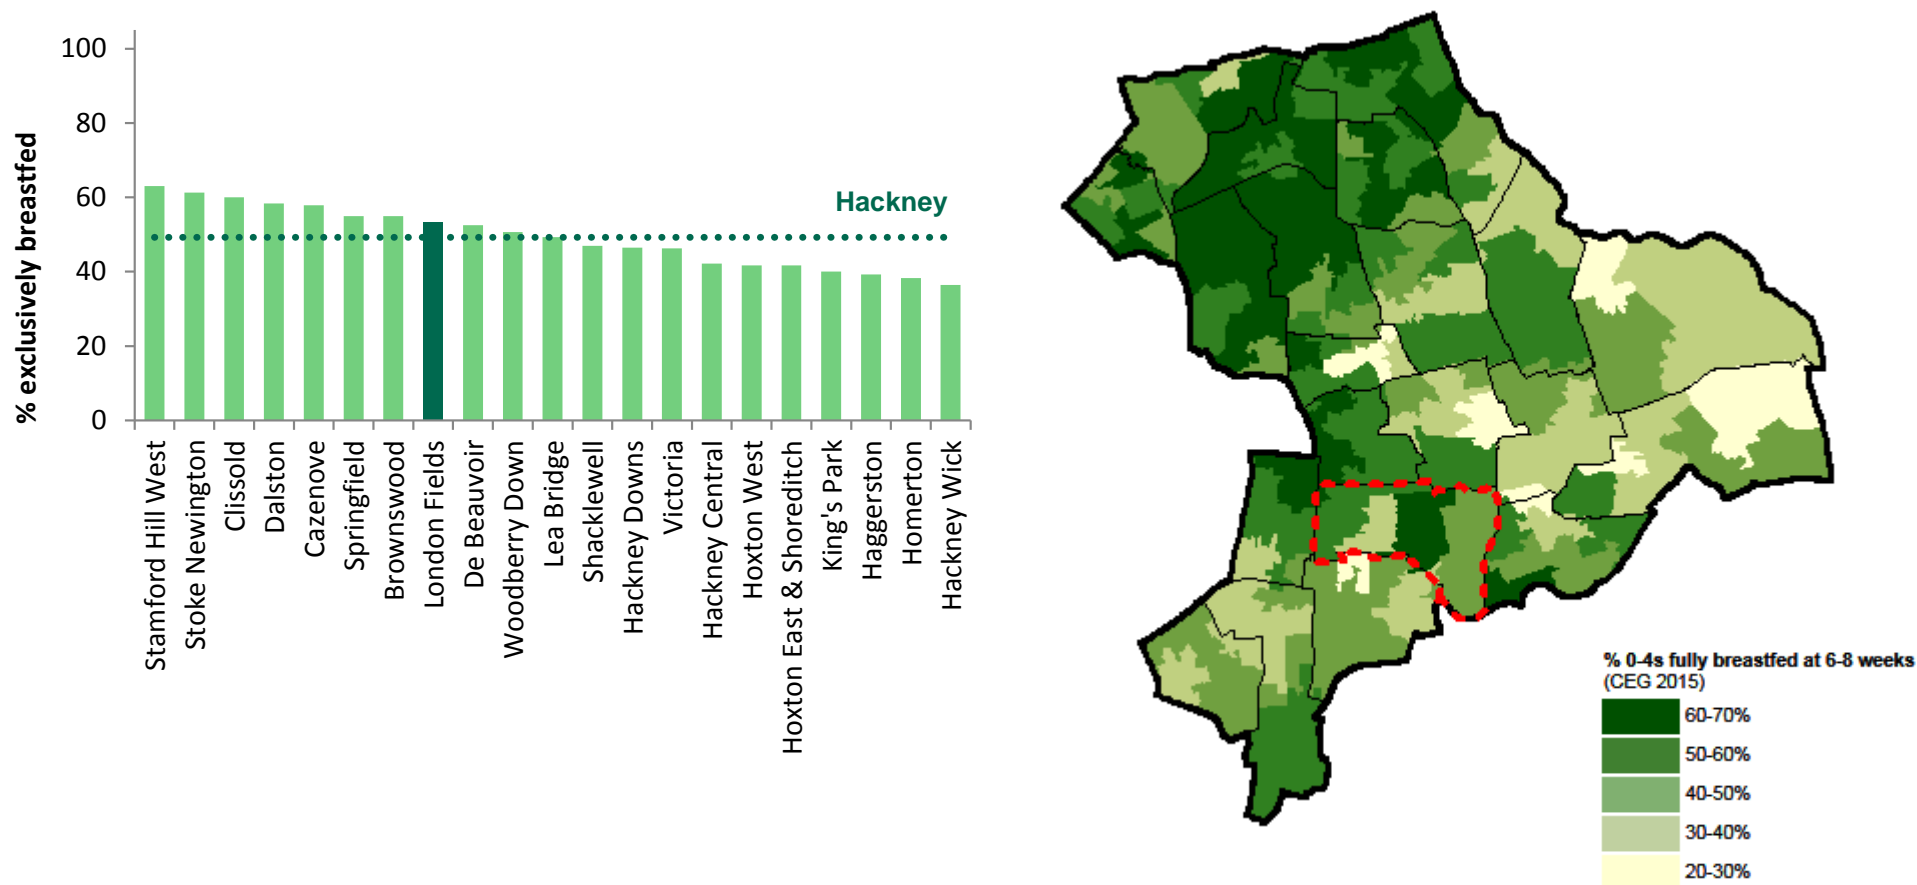 % exclusively breastfed
100
80
60
40
20
0
Hackney
Stamford Hill West
Stoke Newington
Clissold
Dalston
Cazenove
Springfield
Brownswood
London Fields
De Beauvoir
Woodberry Down
Lea Bridge
Shacklewell
Hackney Downs
Victoria
Hackney Central
Hoxton West
Hoxton East & Shoreditch
King's Park
Haggerston
Homerton
Hackney Wick
% 0-4s fully breastfed at 6-8 weeks
(CEG 2015)
60-70%
50-60%
40-50%
30-40%
20-30%